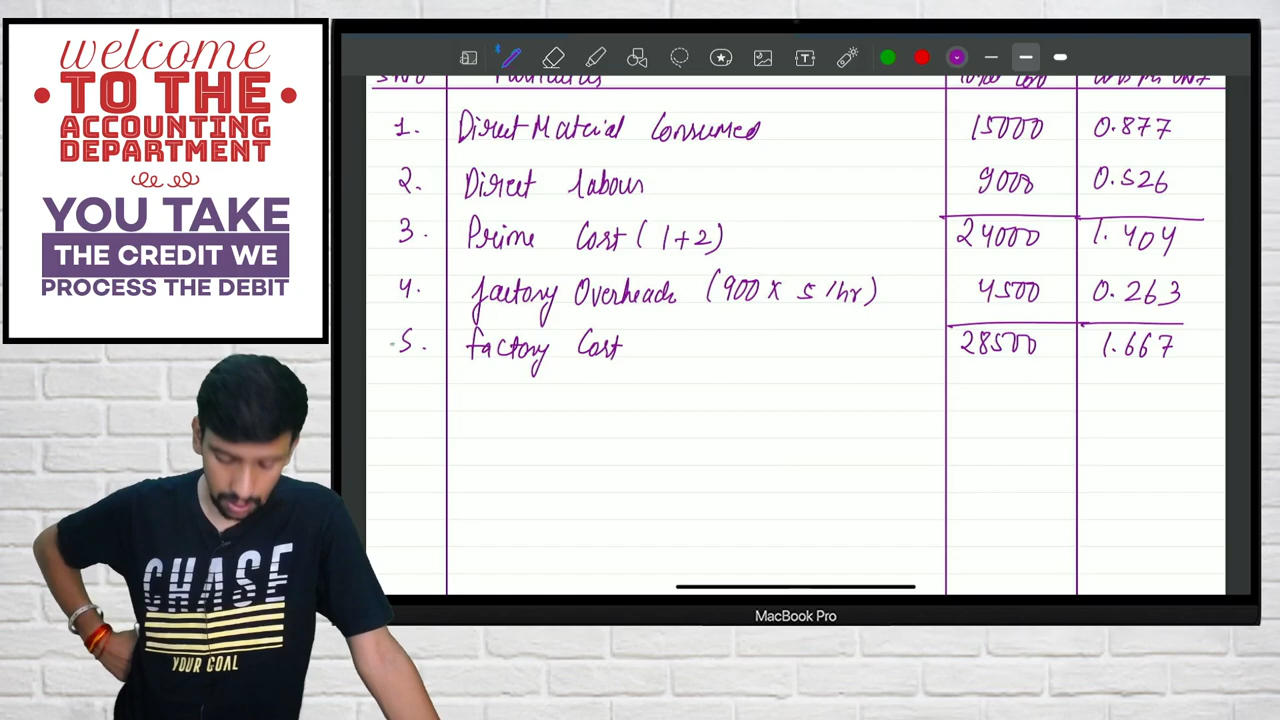 welcome
TO THE
ACCOUNTING
DEPARTMENT
YOU TAKE
THE CREDIT WE
PROCESS THE DEBIT
1. Direct Material Consumed 15000 0.877
2. Direct labour 9000 0.526
3. Prime Cost (1+2) 24000 1.404
4. factory Overheads (900 x 5/hr) 4500 0.263
5. factory Cost 28500 1.667
MacBook Pro
CHASE
YOUR GOAL